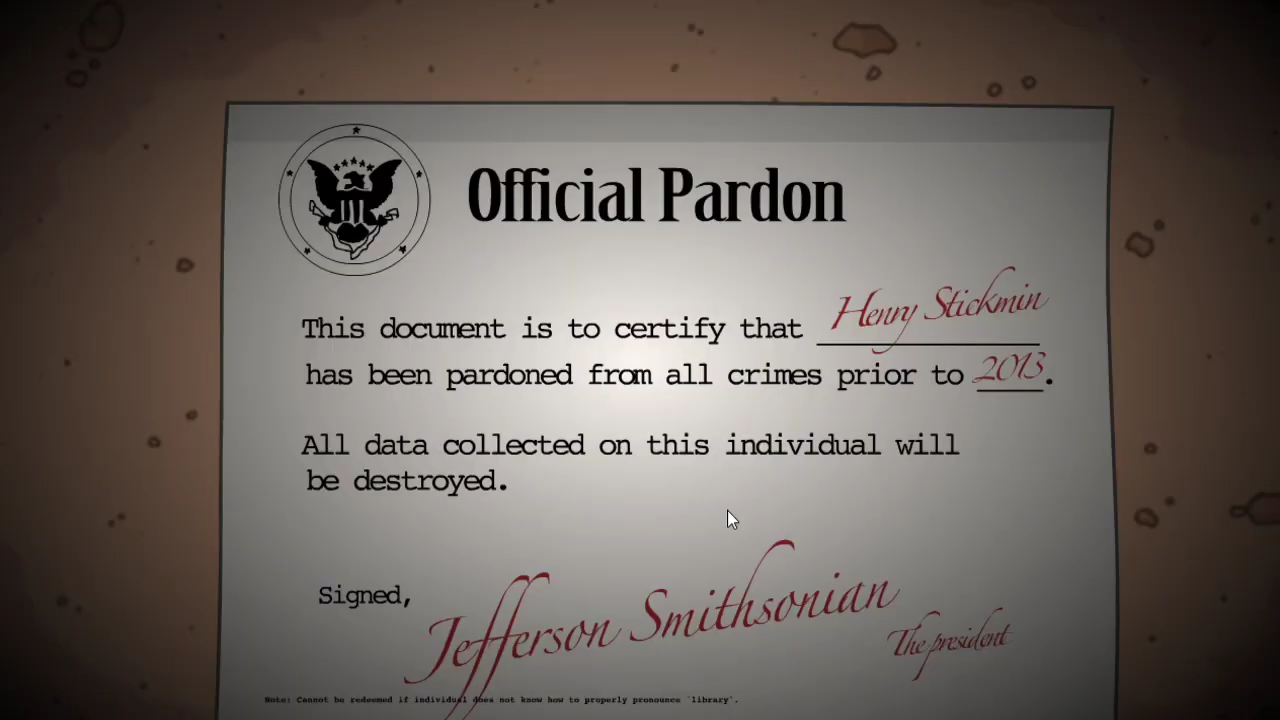 Official Pardon
This document is to certify that Henry Stickmin
has been pardoned from all crimes prior to 2013.
All data collected on this individual will
be destroyed.
Signed, Jefferson Smithsonian
The president
Note: Cannot be redeemed if individual does not know how to properly pronounce `library`.